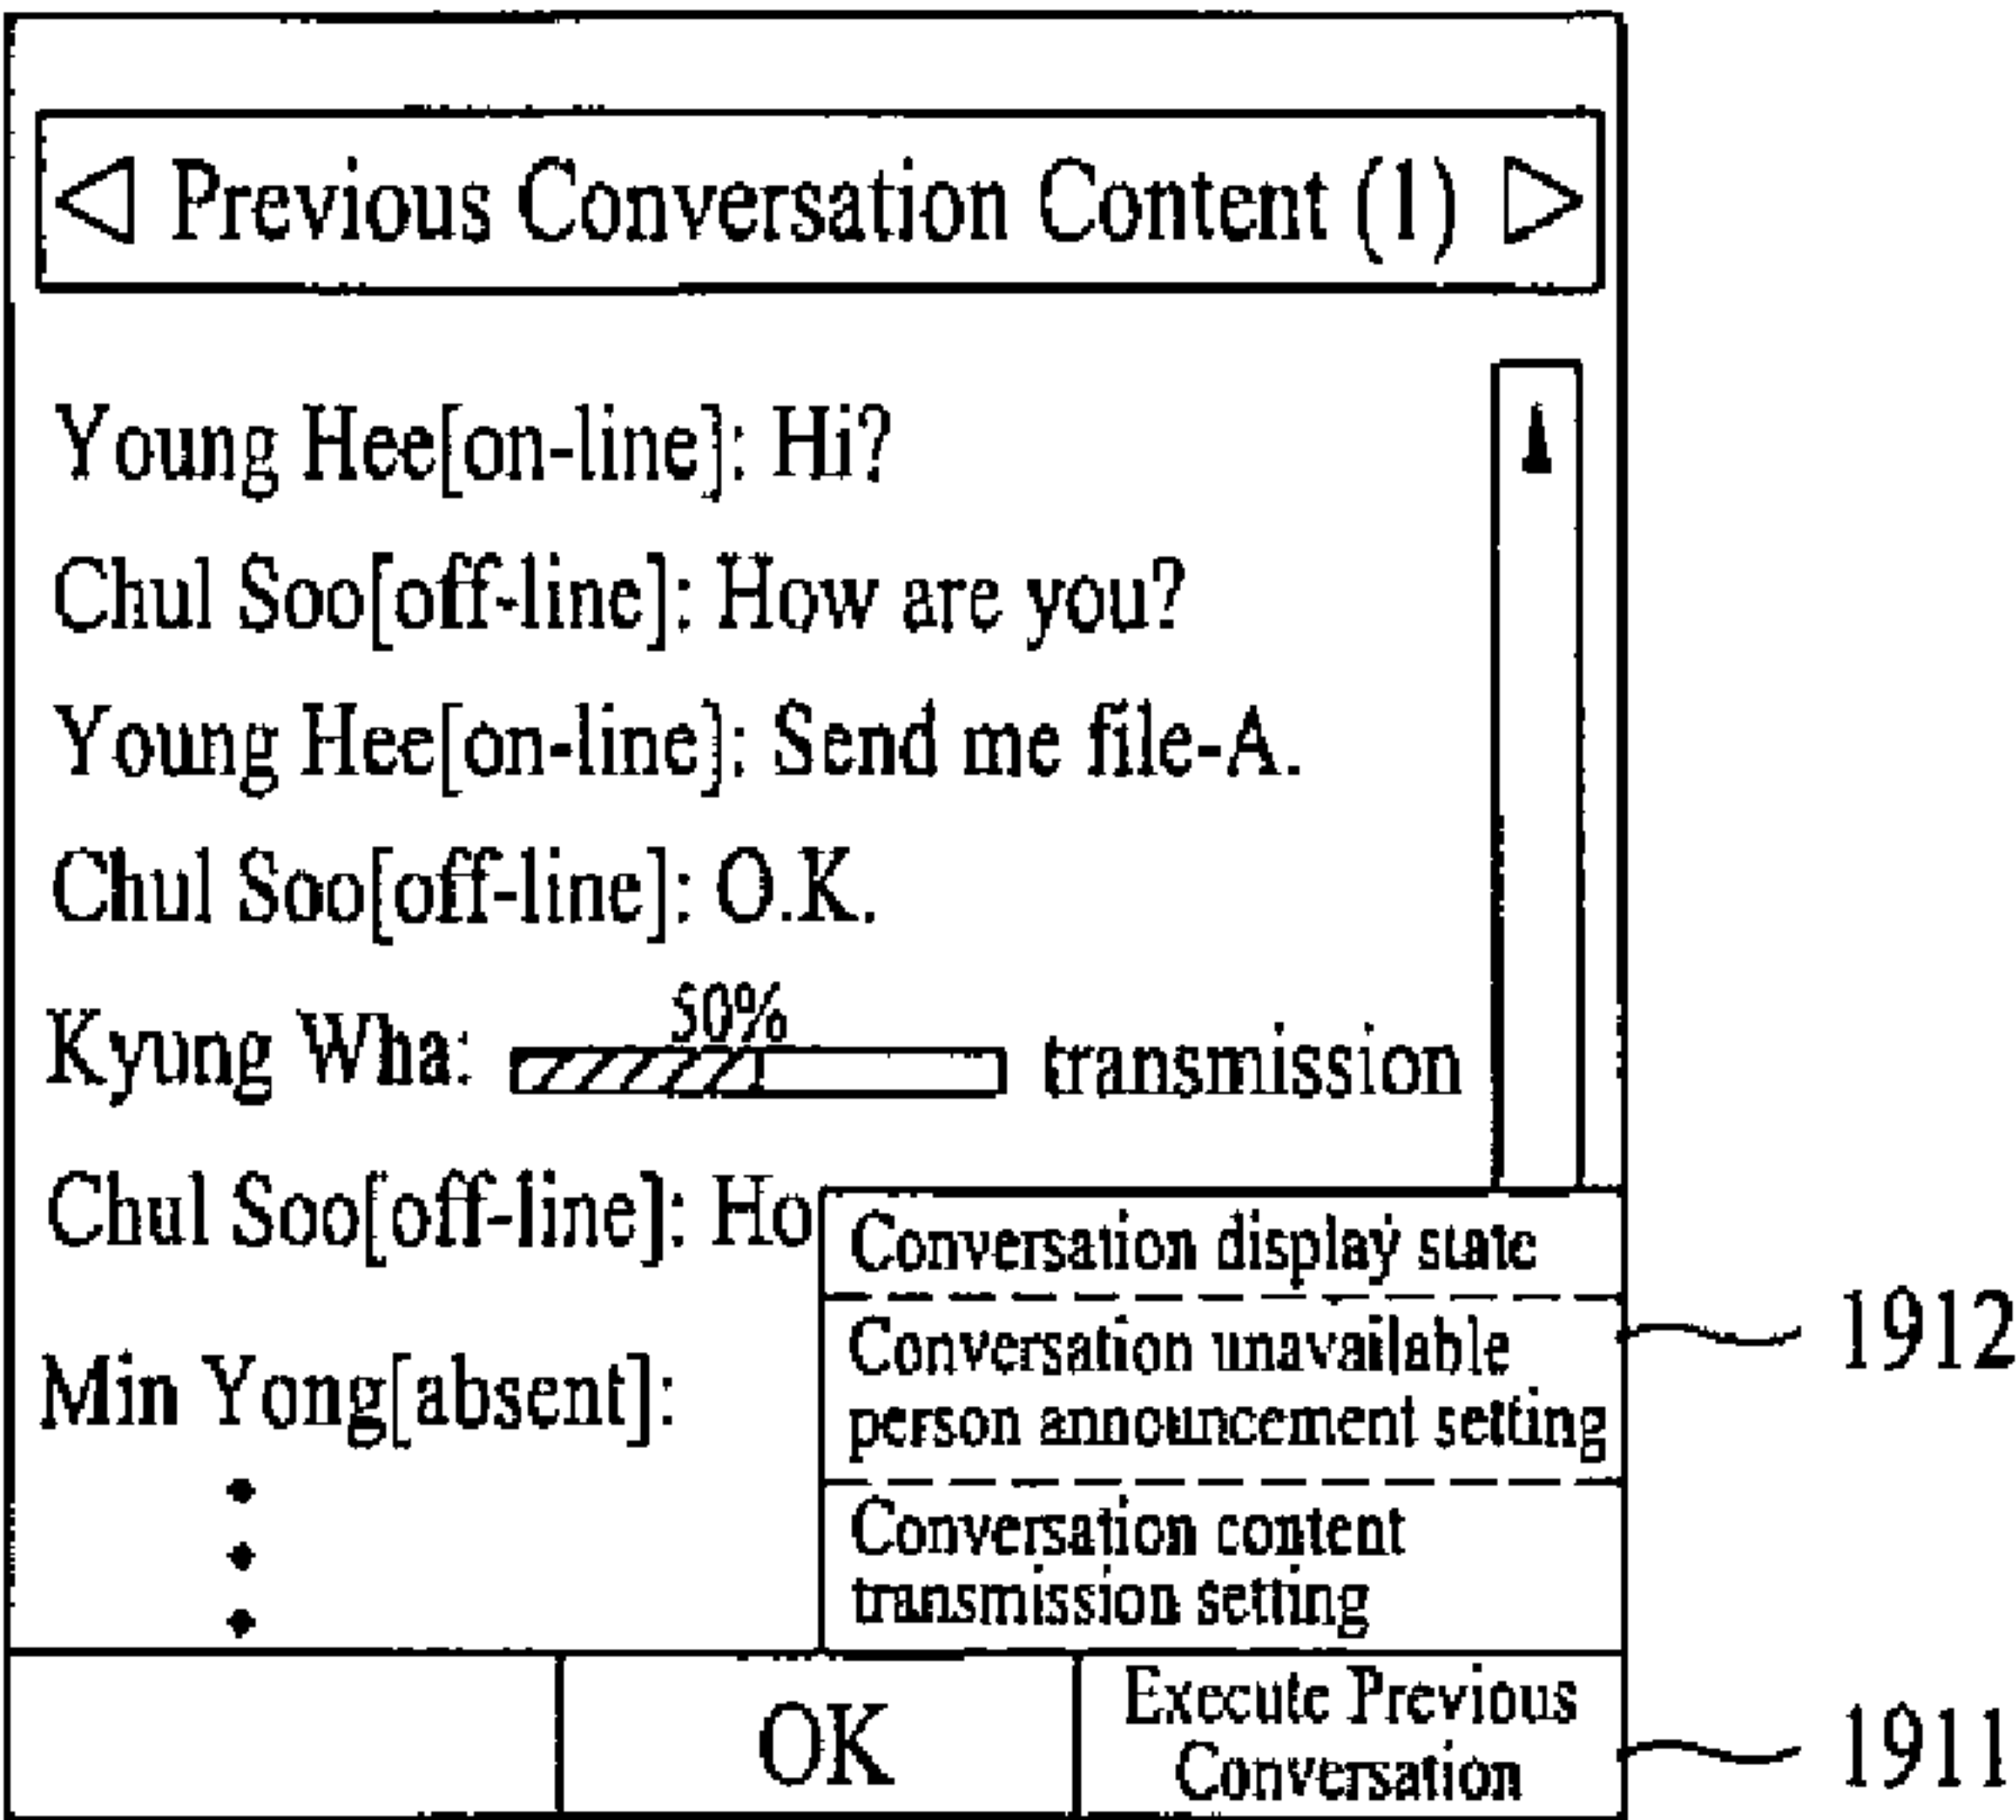 Previous Conversation Content (1)
Young Hee[on-line]: Hi?
Chul Soo[off-line]: How are you?
Young Hee[on-line]: Send me file-A.
Chul Soo[off-line]: O.K.
50%
Kyung Wha: transmission
Chul Soo[off-line]: Ho
Conversation display state
Conversation unavailable
person announcement setting
1912
Min Yong[absent]:
Conversation content
transmission setting
OK
Execute Previous
Conversation
1911